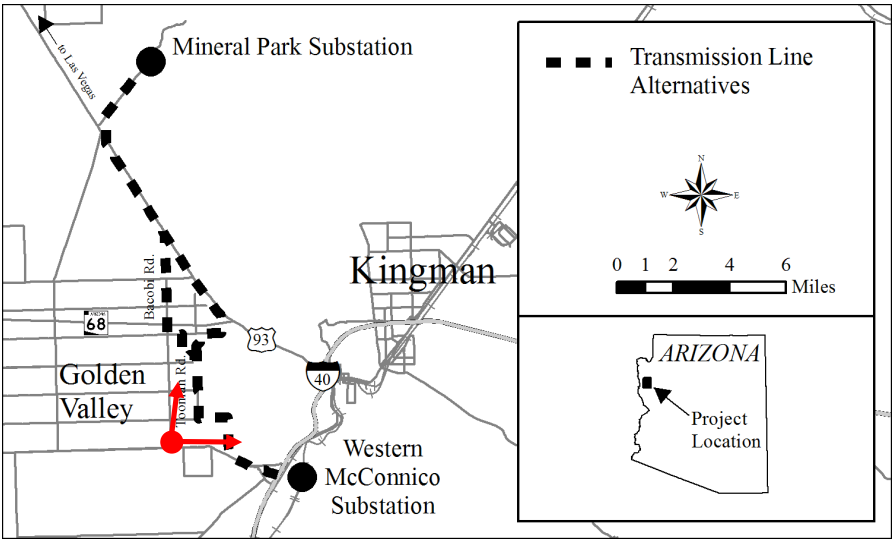 Mineral Park Substation
to Las Vegas
Transmission Line
Alternatives
N
W
E
S
0 1 2 4 6
Miles
Kingman
Bacobi Rd.
68
93
40
Golden
Valley
Rd.
Western
McConnico
Substation
ARIZONA
Project
Location